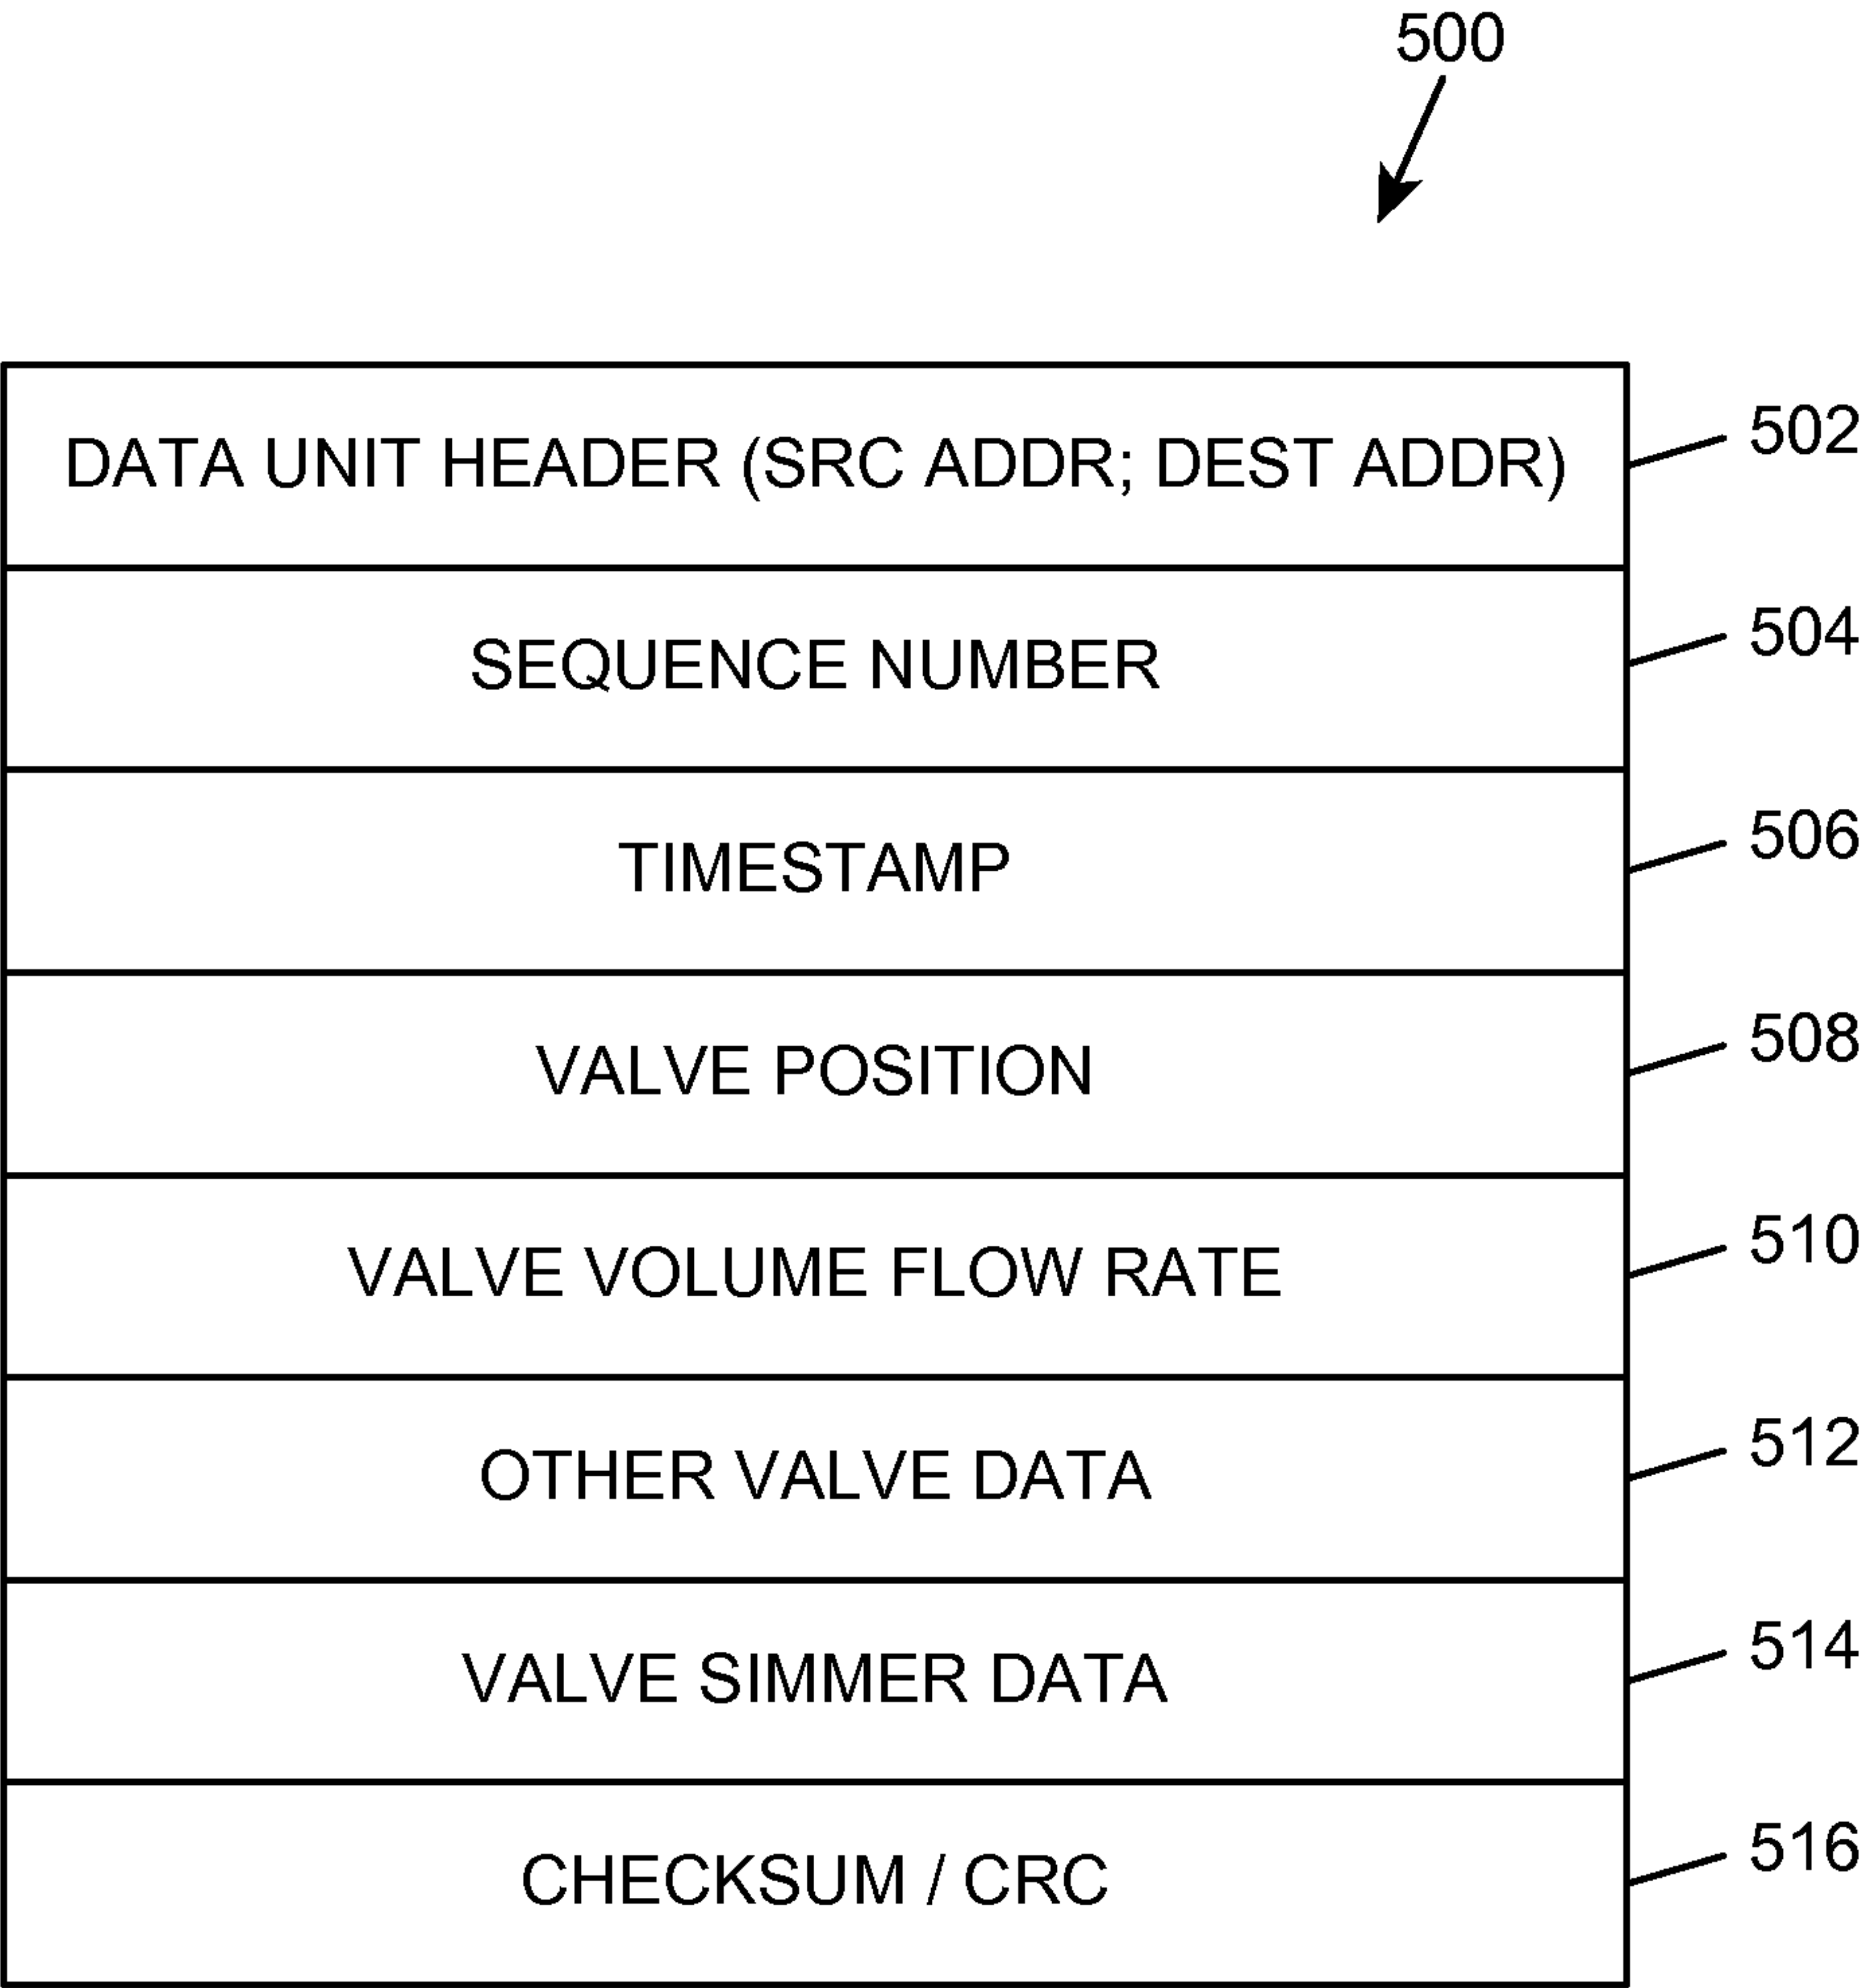 500
DATA UNIT HEADER (SRC ADDR; DEST ADDR) 502
SEQUENCE NUMBER 504
TIMESTAMP 506
VALVE POSITION 508
VALVE VOLUME FLOW RATE 510
OTHER VALVE DATA 512
VALVE SIMMER DATA 514
CHECKSUM / CRC 516